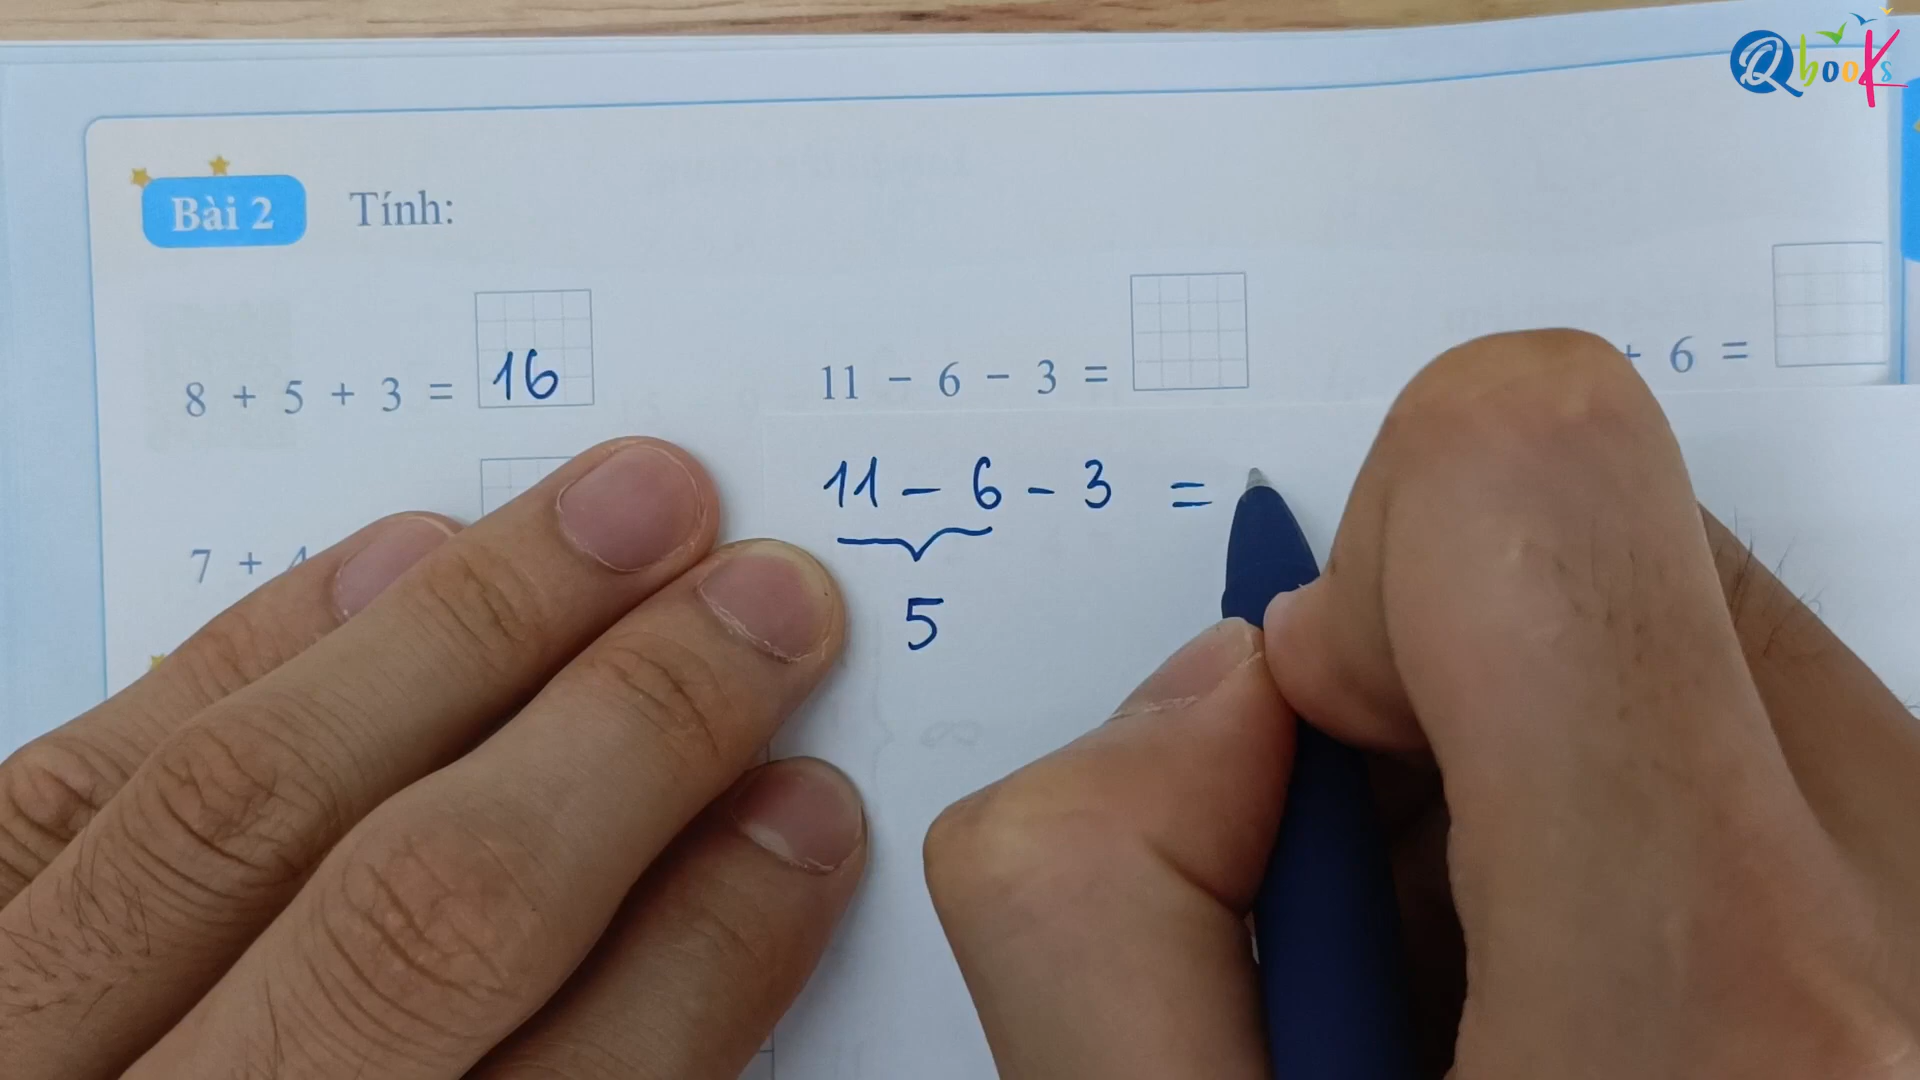 Qbooks
Bài 2 Tính:
8 + 5 + 3 = 16
11 - 6 - 3 =
+ 6 =
11 - 6 - 3 =
5
7 +